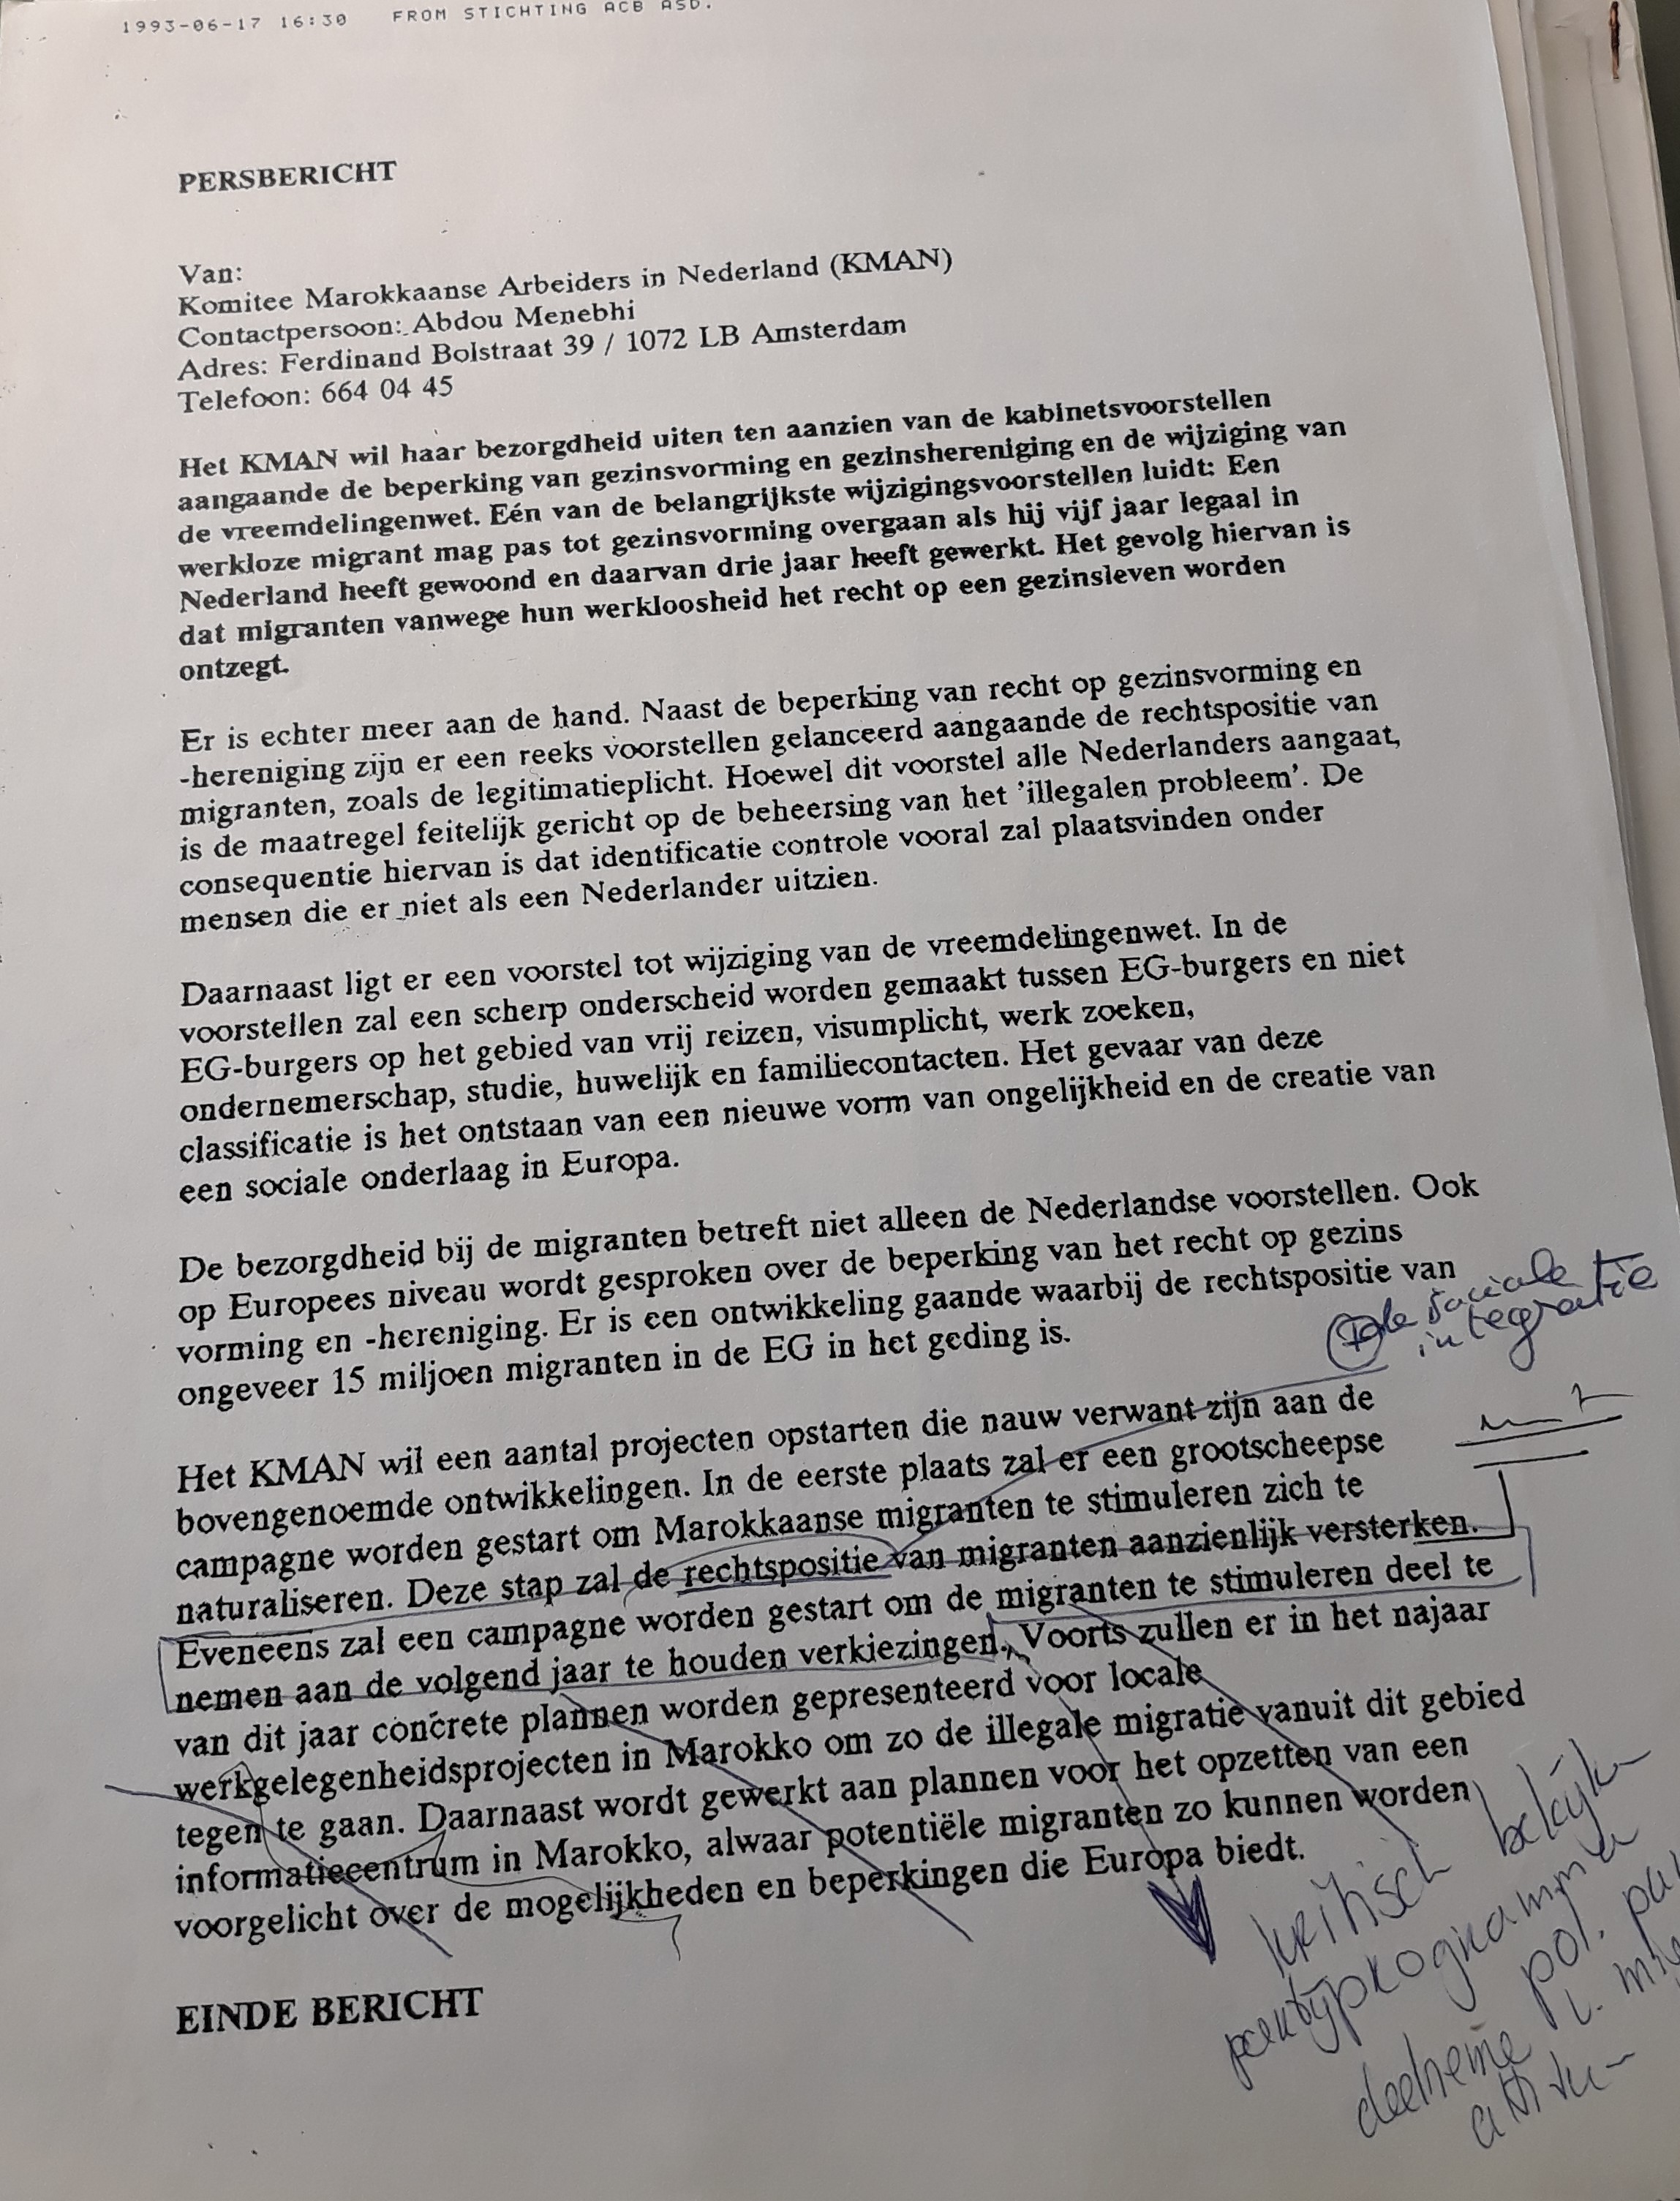 1993-06-17 16:30 FROM STICHTING ACB ASD.
PERSBERICHT
Van:
Komitee Marokkaanse Arbeiders in Nederland (KMAN)
Contactpersoon: Abdou Menebhi
Adres: Ferdinand Bolstraat 39 / 1072 LB Amsterdam
Telefoon: 664 04 45
Het KMAN wil haar bezorgdheid uiten ten aanzien van de kabinetsvoorstellen
aangaande de beperking van gezinsvorming en gezinshereniging en de wijziging van
de vreemdelingenwet. Eén van de belangrijkste wijzigingsvoorstellen luidt: Een
werkloze migrant mag pas tot gezinsvorming overgaan als hij vijf jaar legaal in
Nederland heeft gewoond en daarvan drie jaar heeft gewerkt. Het gevolg hiervan is
dat migranten vanwege hun werkloosheid het recht op een gezinsleven worden
ontzegt.
Er is echter meer aan de hand. Naast de beperking van recht op gezinsvorming en
-hereniging zijn er een reeks voorstellen gelanceerd aangaande de rechtspositie van
migranten, zoals de legitimatieplicht. Hoewel dit voorstel alle Nederlanders aangaat,
is de maatregel feitelijk gericht op de beheersing van het 'illegalen probleem'. De
consequentie hiervan is dat identificatie controle vooral zal plaatsvinden onder
mensen die er niet als een Nederlander uitzien.
Daarnaast ligt er een voorstel tot wijziging van de vreemdelingenwet. In de
voorstellen zal een scherp onderscheid worden gemaakt tussen EG-burgers en niet
EG-burgers op het gebied van vrij reizen, visumplicht, werk zoeken,
ondernemerschap, studie, huwelijk en familiecontacten. Het gevaar van deze
classificatie is het ontstaan van een nieuwe vorm van ongelijkheid en de creatie van
een sociale onderlaag in Europa.
De bezorgdheid bij de migranten betreft niet alleen de Nederlandse voorstellen. Ook
op Europees niveau wordt gesproken over de beperking van het recht op gezins
vorming en -hereniging. Er is een ontwikkeling gaande waarbij de rechtspositie van
ongeveer 15 miljoen migranten in de EG in het geding is.
de sociale
integratie
Het KMAN wil een aantal projecten opstarten die nauw verwant zijn aan de
bovengenoemde ontwikkelingen. In de eerste plaats zal er een grootscheepse
campagne worden gestart om Marokkaanse migranten te stimuleren zich te
naturaliseren. Deze stap zal de rechtspositie van migranten aanzienlijk versterken.
Eveneens zal een campagne worden gestart om de migranten te stimuleren deel te
nemen aan de volgend jaar te houden verkiezingen. Voorts zullen er in het najaar
van dit jaar concrete plannen worden gepresenteerd voor locale
werkgelegenheidsprojecten in Marokko om zo de illegale migratie vanuit dit gebied
tegen te gaan. Daarnaast wordt gewerkt aan plannen voor het opzetten van een
informatiecentrum in Marokko, alwaar potentiële migranten zo kunnen worden
voorgelicht over de mogelijkheden en beperkingen die Europa biedt.
kritisch bekijken
partijprogramma
deelneme pol.
EINDE BERICHT